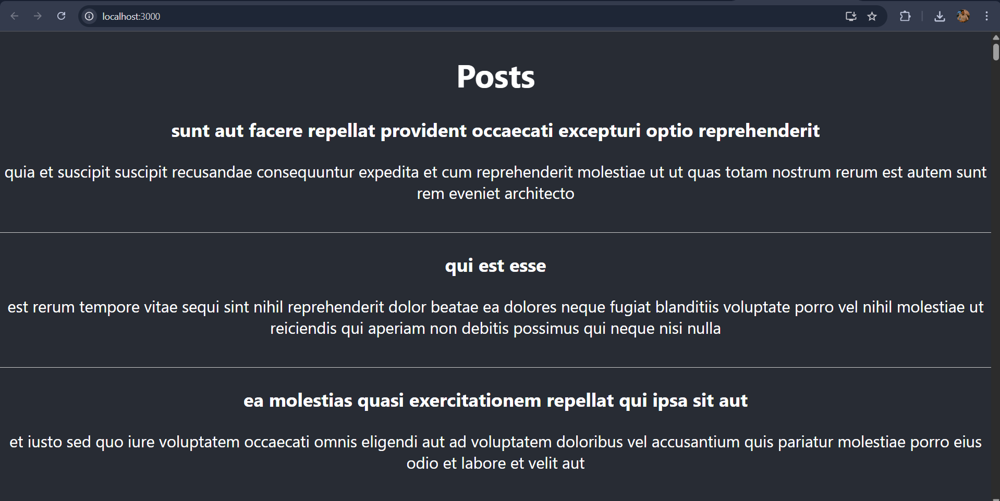 localhost:3000
Posts
sunt aut facere repellat provident occaecati excepturi optio reprehenderit
quia et suscipit suscipit recusandae consequuntur expedita et cum reprehenderit molestiae ut ut quas totam nostrum rerum est autem sunt
rem eveniet architecto
qui est esse
est rerum tempore vitae sequi sint nihil reprehenderit dolor beatae ea dolores neque fugiat blanditiis voluptate porro vel nihil molestiae ut
reiciendis qui aperiam non debitis possimus qui neque nisi nulla
ea molestias quasi exercitationem repellat qui ipsa sit aut
et iusto sed quo iure voluptatem occaecati omnis eligendi aut ad voluptatem doloribus vel accusantium quis pariatur molestiae porro eius
odio et labore et velit aut